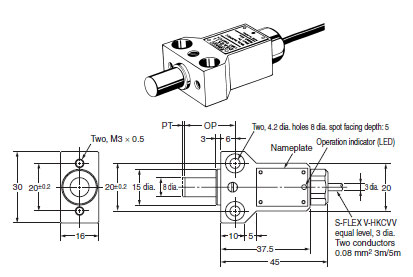 PT
OP
3
6
Two, M3 × 0.5
Two, 4.2 dia. holes 8 dia. spot facing depth: 5
Operation indicator (LED)
Nameplate
30
20±0.2
20±0.2
15 dia.
8 dia.
3 dia.
20
16
10
5
37.5
45
S-FLEX V-HKCVV
equal level, 3 dia.
Two conductors
0.08 mm² 3m/5m